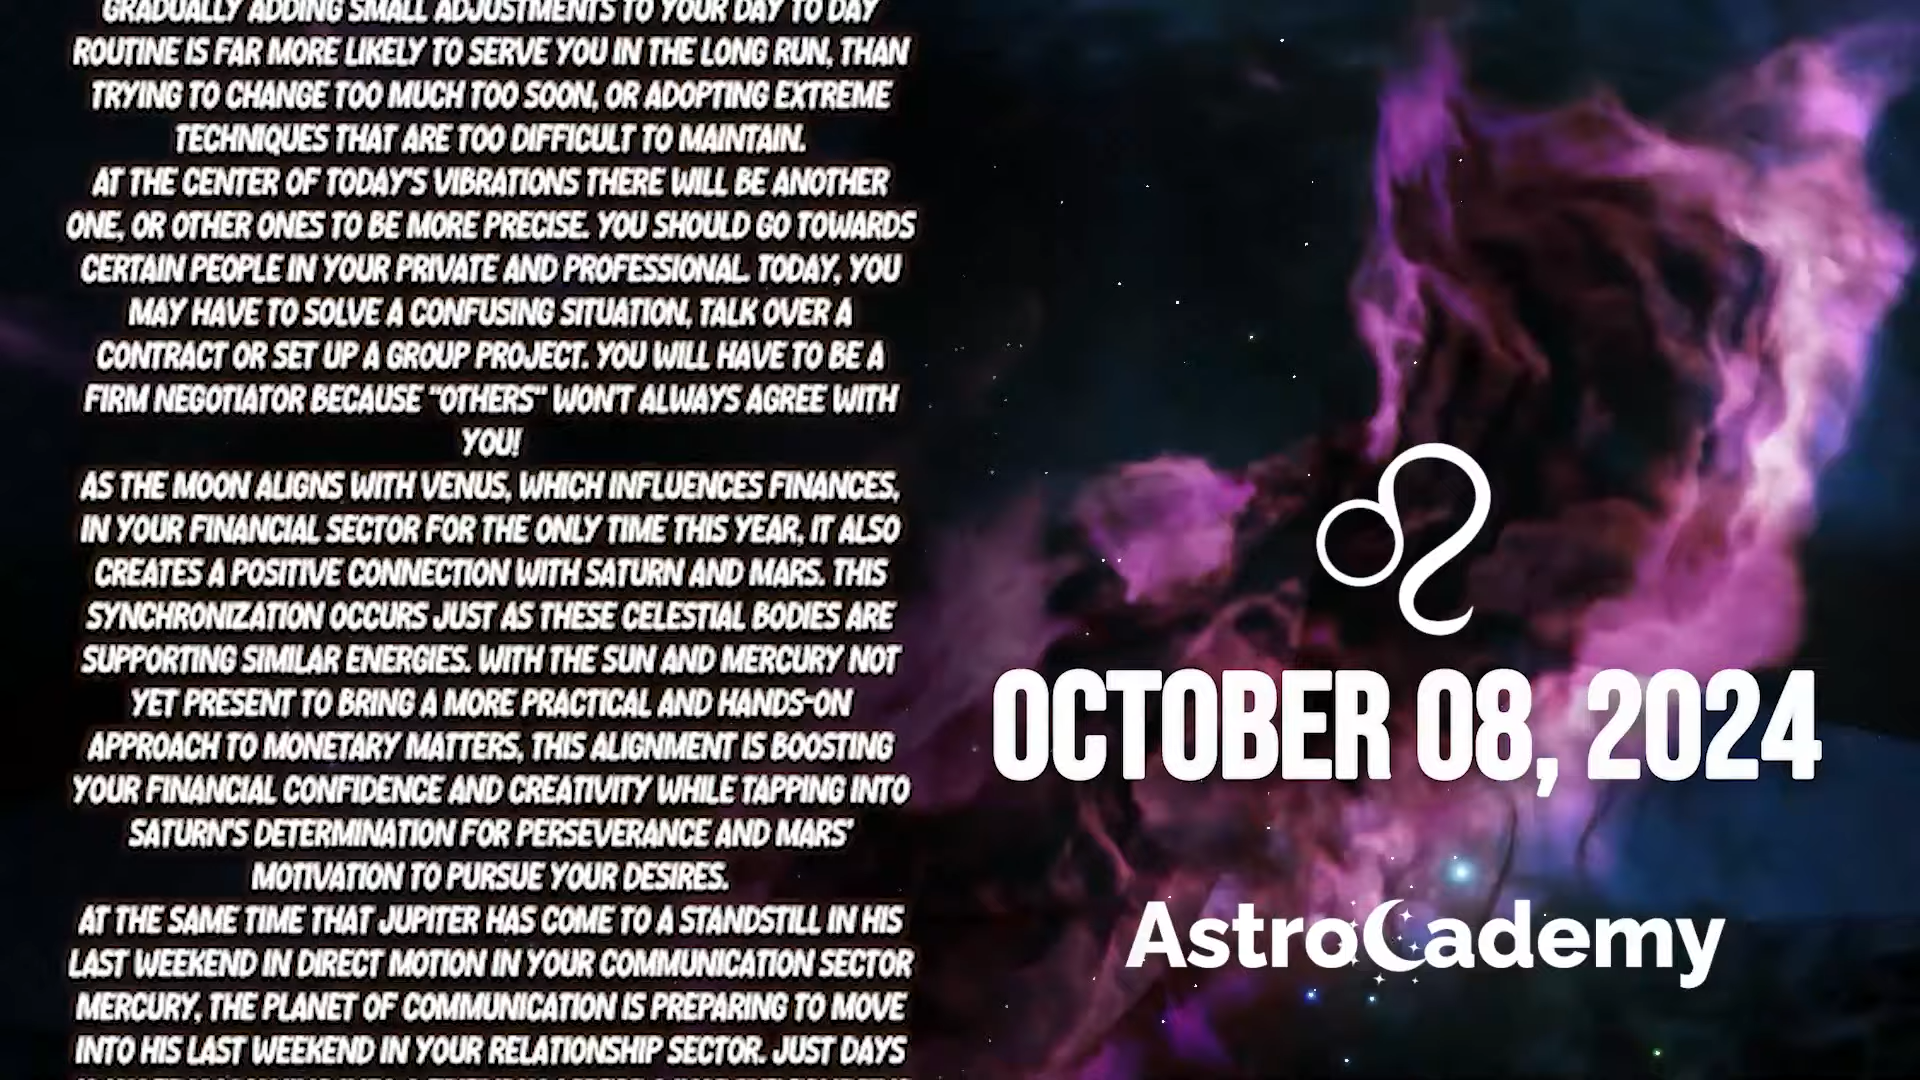 GRADUALLY ADDING SMALL ADJUSTMENTS TO YOUR DAY TO DAY
ROUTINE IS FAR MORE LIKELY TO SERVE YOU IN THE LONG RUN, THAN
TRYING TO CHANGE TOO MUCH TOO SOON, OR ADOPTING EXTREME
TECHNIQUES THAT ARE TOO DIFFICULT TO MAINTAIN.
AT THE CENTER OF TODAY'S VIBRATIONS THERE WILL BE ANOTHER
ONE, OR OTHER ONES TO BE MORE PRECISE. YOU SHOULD GO TOWARDS
CERTAIN PEOPLE IN YOUR PRIVATE AND PROFESSIONAL. TODAY, YOU
MAY HAVE TO SOLVE A CONFUSING SITUATION, TALK OVER A
CONTRACT OR SET UP A GROUP PROJECT. YOU WILL HAVE TO BE A
FIRM NEGOTIATOR BECAUSE "OTHERS" WON'T ALWAYS AGREE WITH
YOU!
AS THE MOON ALIGNS WITH VENUS, WHICH INFLUENCES FINANCES,
IN YOUR FINANCIAL SECTOR FOR THE ONLY TIME THIS YEAR, IT ALSO
CREATES A POSITIVE CONNECTION WITH SATURN AND MARS. THIS
SYNCHRONIZATION OCCURS JUST AS THESE CELESTIAL BODIES ARE
SUPPORTING SIMILAR ENERGIES. WITH THE SUN AND MERCURY NOT
YET PRESENT TO BRING A MORE PRACTICAL AND HANDS-ON
APPROACH TO MONETARY MATTERS, THIS ALIGNMENT IS BOOSTING
YOUR FINANCIAL CONFIDENCE AND CREATIVITY WHILE TAPPING INTO
SATURN'S DETERMINATION FOR PERSEVERANCE AND MARS'
MOTIVATION TO PURSUE YOUR DESIRES.
AT THE SAME TIME THAT JUPITER HAS COME TO A STANDSTILL IN HIS
LAST WEEKEND IN DIRECT MOTION IN YOUR COMMUNICATION SECTOR
MERCURY, THE PLANET OF COMMUNICATION IS PREPARING TO MOVE
INTO HIS LAST WEEKEND IN YOUR RELATIONSHIP SECTOR. JUST DAYS
OCTOBER 08, 2024
AstroCademy